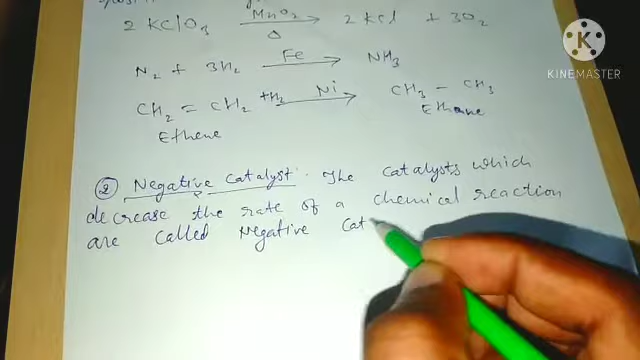 2 KClO3 MnO2 Δ → 2 KCl + 3O2
N2 + 3H2 Fe → NH3
CH2 = CH2 +H2 Ni → CH3 - CH3
Ethene Ethane
② Negative Catalyst. The Catalysts which
decrease the rate of a chemical reaction
are called Negative Cat
KINEMASTER